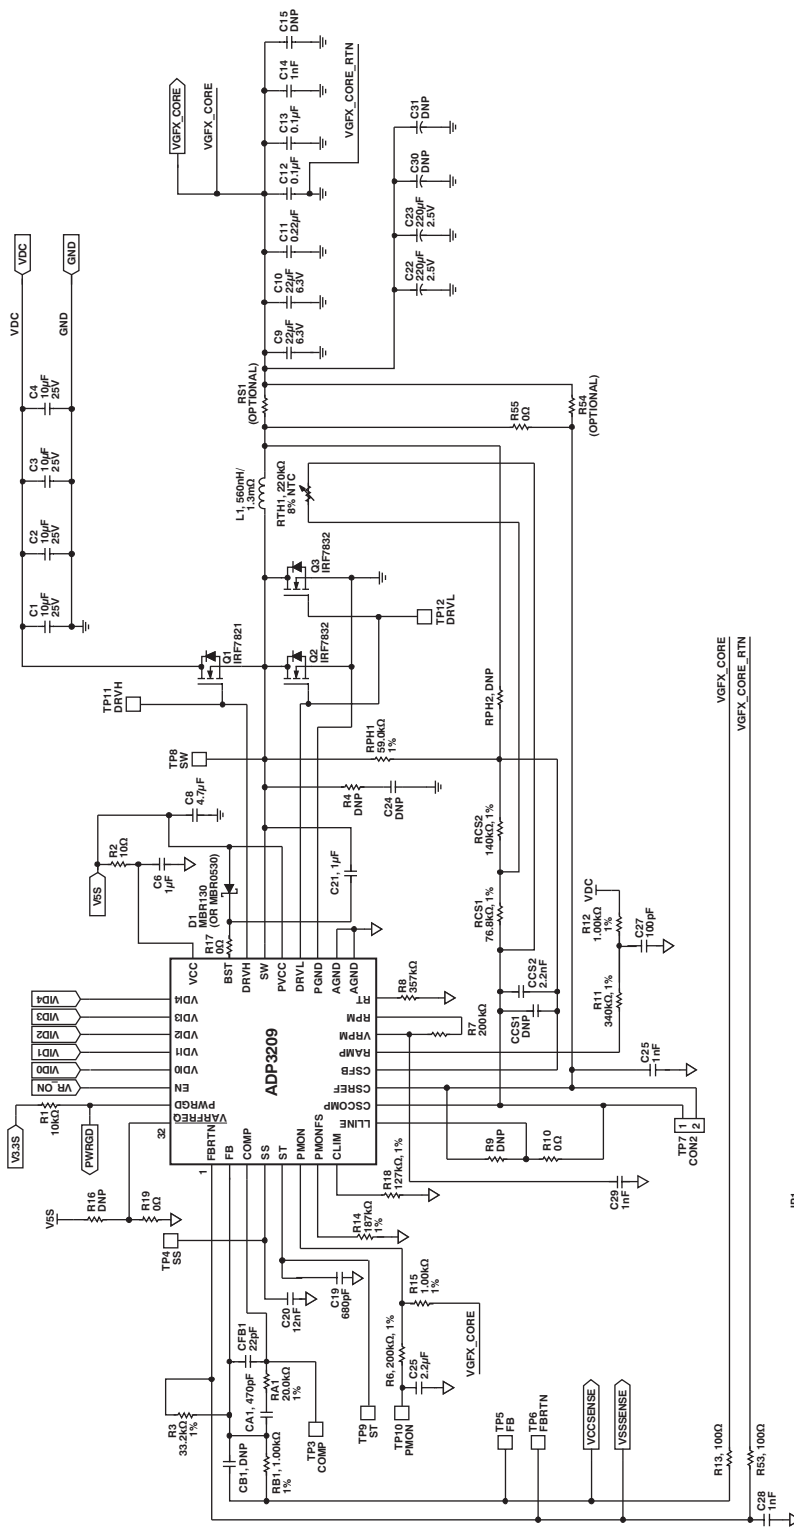 C15
DNP
C14
1nF
C13
0.1µF
C12
0.1µF
C11
0.22µF
C10
22µF
6.3V
C9
22µF
6.3V
VGFX_CORE
VGFX_CORE
VGFX_CORE_RTN
C31
DNP
C30
DNP
C23
220µF
2.5V
C22
220µF
2.5V
VDC
GND
VDC
GND
C4
10µF
25V
C3
10µF
25V
C2
10µF
25V
C1
10µF
25V
RS1
(OPTIONAL)
R54
(OPTIONAL)
R55
0Ω
L1, 560nH/
1.3mΩ
RTH1, 220kΩ
8% NTC
Q3
IRF7832
Q1
IRF7821
Q2
IRF7832
TP12
DRVL
TP11
DRVH
TP8
SW
RPH1
59.0kΩ
1%
RPH2, DNP
R4
DNP
C24
DNP
C8
4.7µF
V5S
R2
10Ω
C6
1µF
D1
MBR130
(OR MBR0530)
R17
0Ω
C21, 1µF
RCS2
140kΩ, 1%
RCS1
76.8kΩ, 1%
CCS2
2.2nF
CCS1
DNP
VDC
R12
1.00kΩ
1%
C27
100pF
R11
340kΩ, 1%
VGFX_CORE
VGFX_CORE_RTN
VCC
BST
DRVH
SW
PVCC
DRVL
PGND
AGND
AGND
VID4
VID3
VID2
VID1
VID0
VR_ON
VDI4
VDI3
VDI2
VDI1
VDI0
EN
PWRGD
VARFREQ
32
ADP3209
RT
RPM
VRPM
RAMP
CSFB
CSREF
CSCOMP
LLINE
1
FBRTN
FB
COMP
SS
ST
PMON
PMONFS
CLIM
R8
357kΩ
R7
200kΩ
C25
1nF
TP7
CON2
1
2
R9
DNP
R10
0Ω
C29
1nF
V3.3S
R1
10kΩ
PWRGD
V5S
R16
DNP
R19
0Ω
TP4
SS
R18
127kΩ, 1%
R14
187kΩ
1%
C19
680pF
C20
12nF
R15
1.00kΩ
1%
R6, 200kΩ, 1%
C25
2.2µF
VGFX_CORE
CFB1
22pF
CA1, 470pF
RA1
20.0kΩ
1%
R3
33.2kΩ
1%
CB1, DNP
RB1, 1.00kΩ
1%
TP3
COMP
TP9
ST
TP10
PMON
TP5
FB
TP6
FBRTN
VCCSENSE
VSSSENSE
R13, 100Ω
R53, 100Ω
C28
1nF